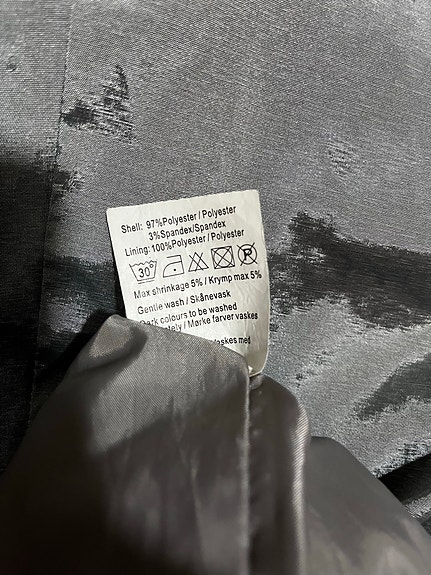 Shell: 97%Polyester / Polyester
3%Spandex/Spandex
Lining: 100%Polyester / Polyester
30°
P
Max shrinkage 5% / Krymp max 5%
Gentle wash / Skånevask
Dark colours to be washed
/ Mørke farver vaskes
med